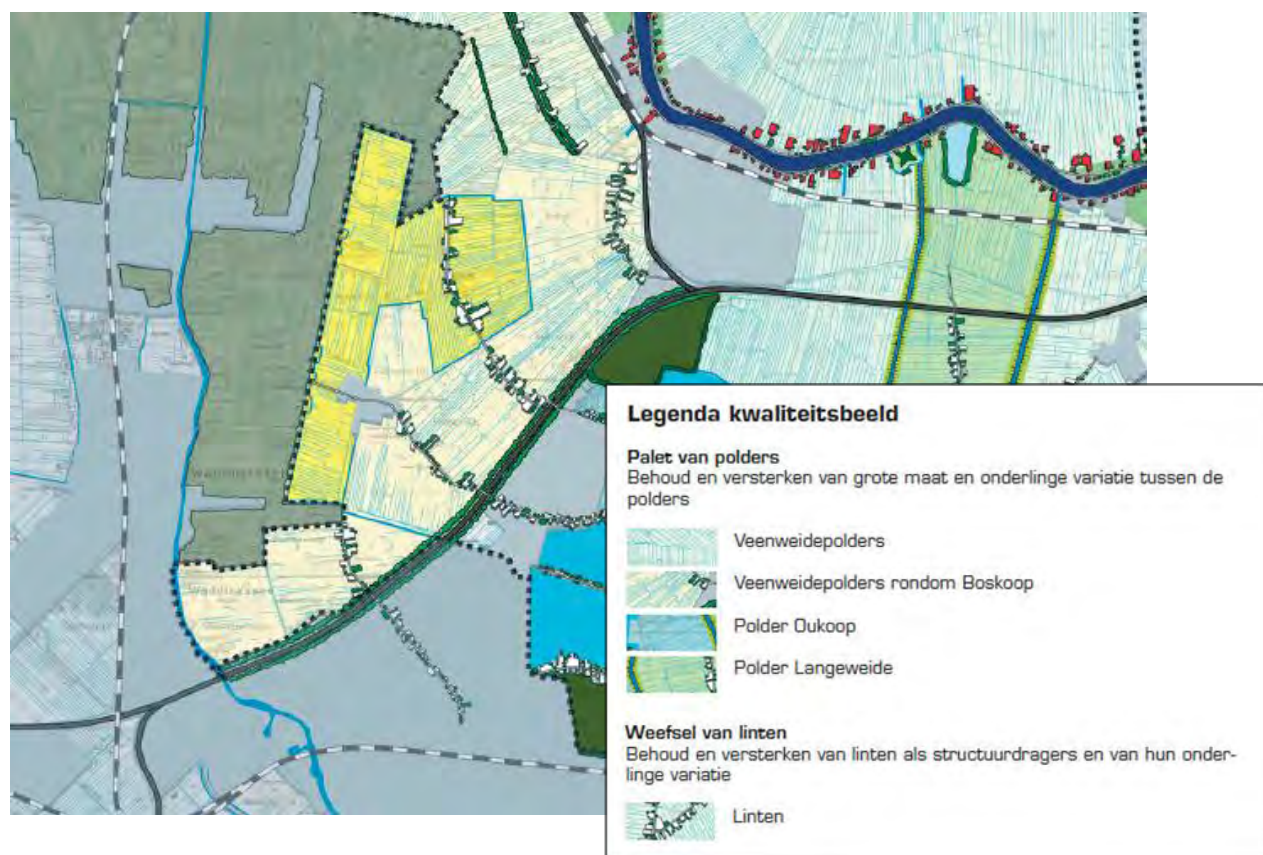 Legenda kwaliteitsbeeld
Palet van polders
Behoud en versterken van grote maat en onderlinge variatie tussen de
polders
Veenweidepolders
Veenweidepolders rondom Boskoop
Polder Oukoop
Polder Langeweide
Weefsel van linten
Behoud en versterken van linten als structuurdragers en van hun onder-
linge variatie
Linten